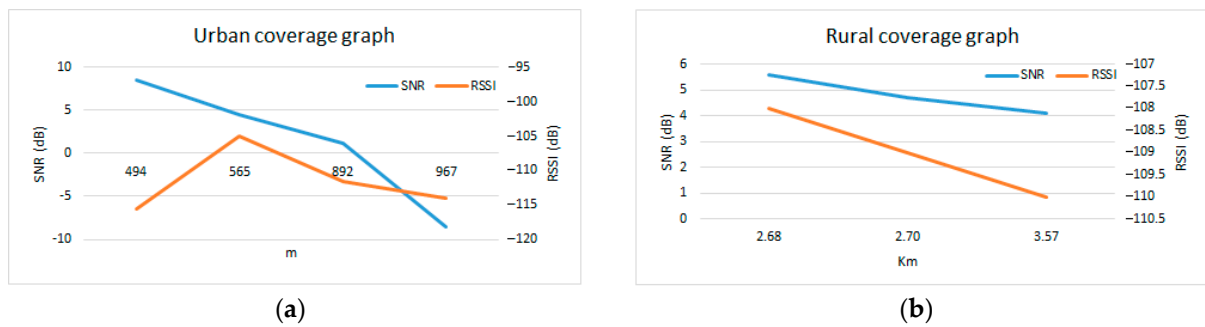 Urban coverage graph
SNR RSSI
SNR (dB)
10
5
0
-5
-10
−95
−100
−105
−110
−115
−120
RSSI (dB)
494 565 892 967
m
(a)
Rural coverage graph
SNR RSSI
SNR (dB)
6
5
4
3
2
1
0
−107
−107.5
−108
−108.5
−109
−109.5
−110
−110.5
RSSI (dB)
2.68 2.70 3.57
Km
(b)